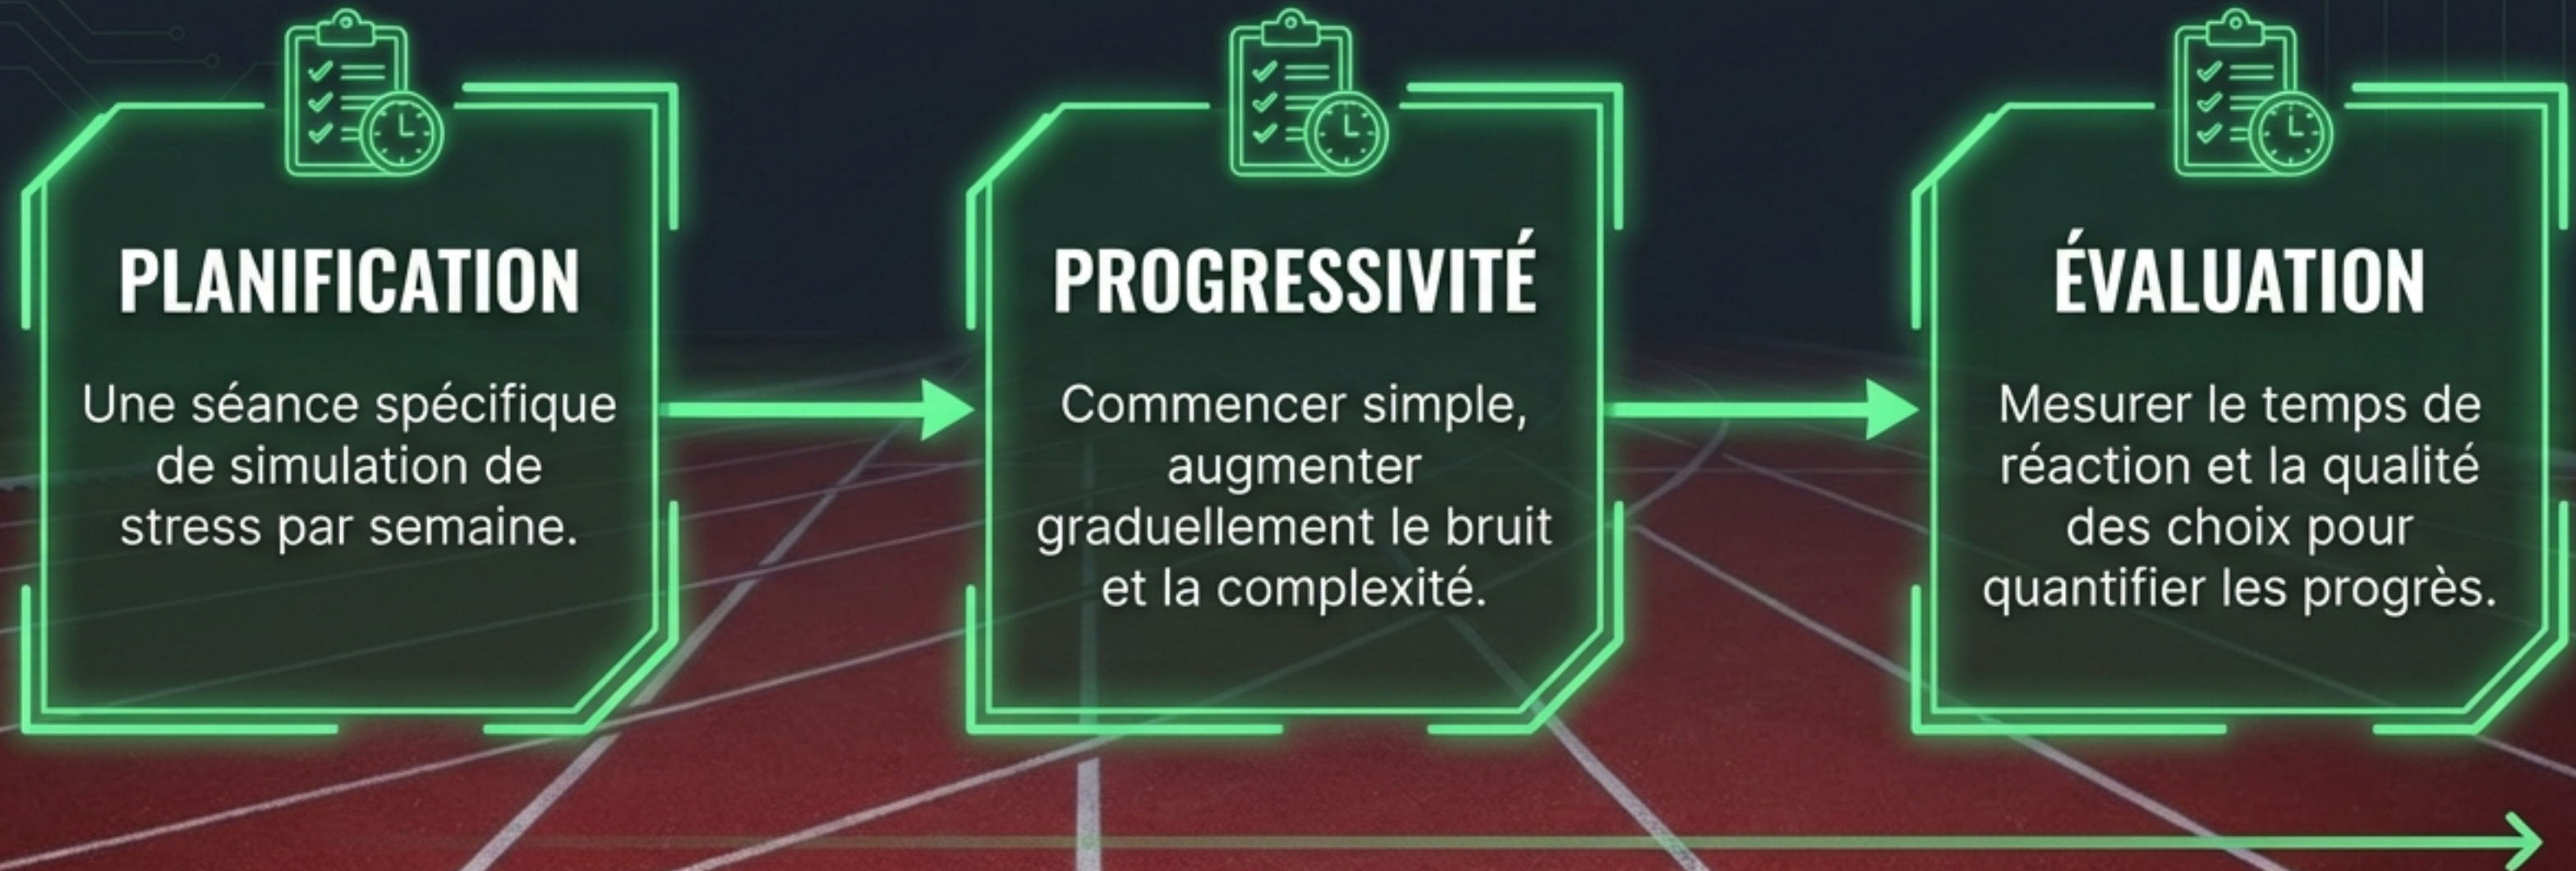 PLANIFICATION
Une séance spécifique
de simulation de
stress par semaine.
PROGRESSIVITÉ
Commencer simple,
augmenter
graduellement le bruit
et la complexité.
ÉVALUATION
Mesurer le temps de
réaction et la qualité
des choix pour
quantifier les progrès.